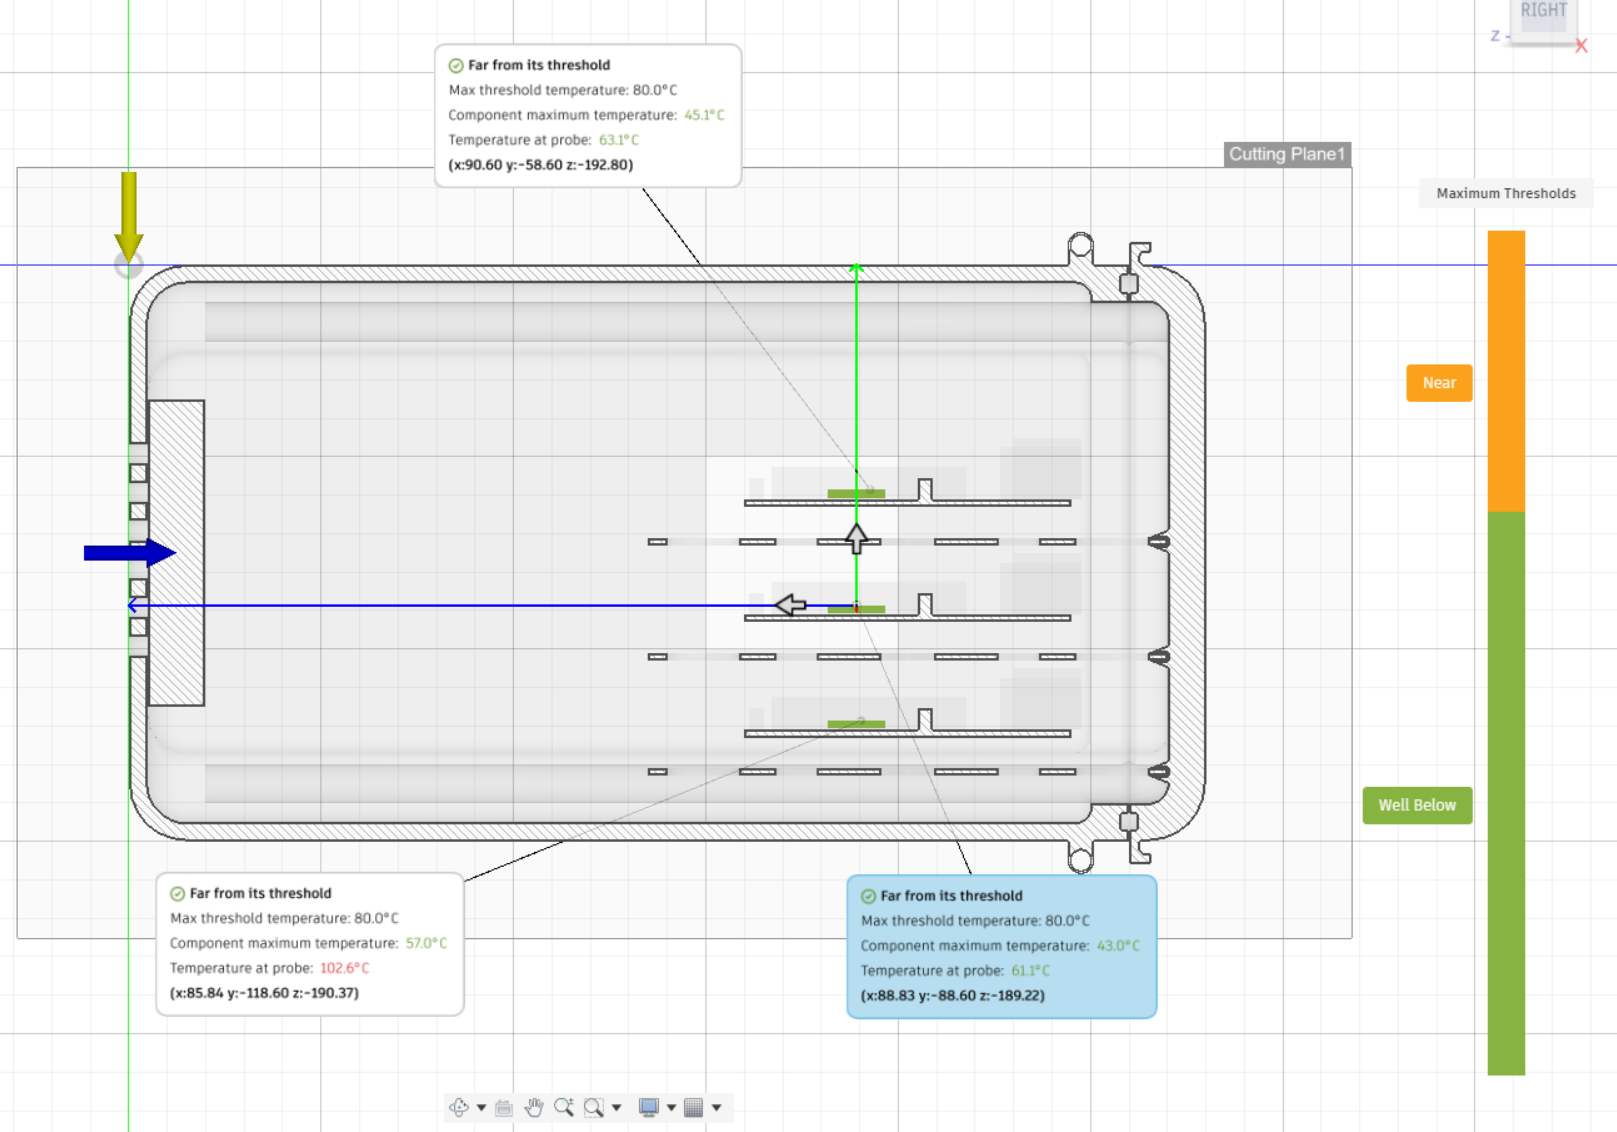 RIGHT
Z
X
Far from its threshold
Max threshold temperature: 80.0°C
Component maximum temperature: 45.1°C
Temperature at probe: 63.1°C
(x:90.60 y:-58.60 z:-192.80)
Cutting Plane1
Maximum Thresholds
Near
Well Below
Far from its threshold
Max threshold temperature: 80.0°C
Component maximum temperature: 57.0°C
Temperature at probe: 102.6°C
(x:85.84 y:-118.60 z:-190.37)
Far from its threshold
Max threshold temperature: 80.0°C
Component maximum temperature: 43.0°C
Temperature at probe: 61.1°C
(x:88.83 y:-88.60 z:-189.22)